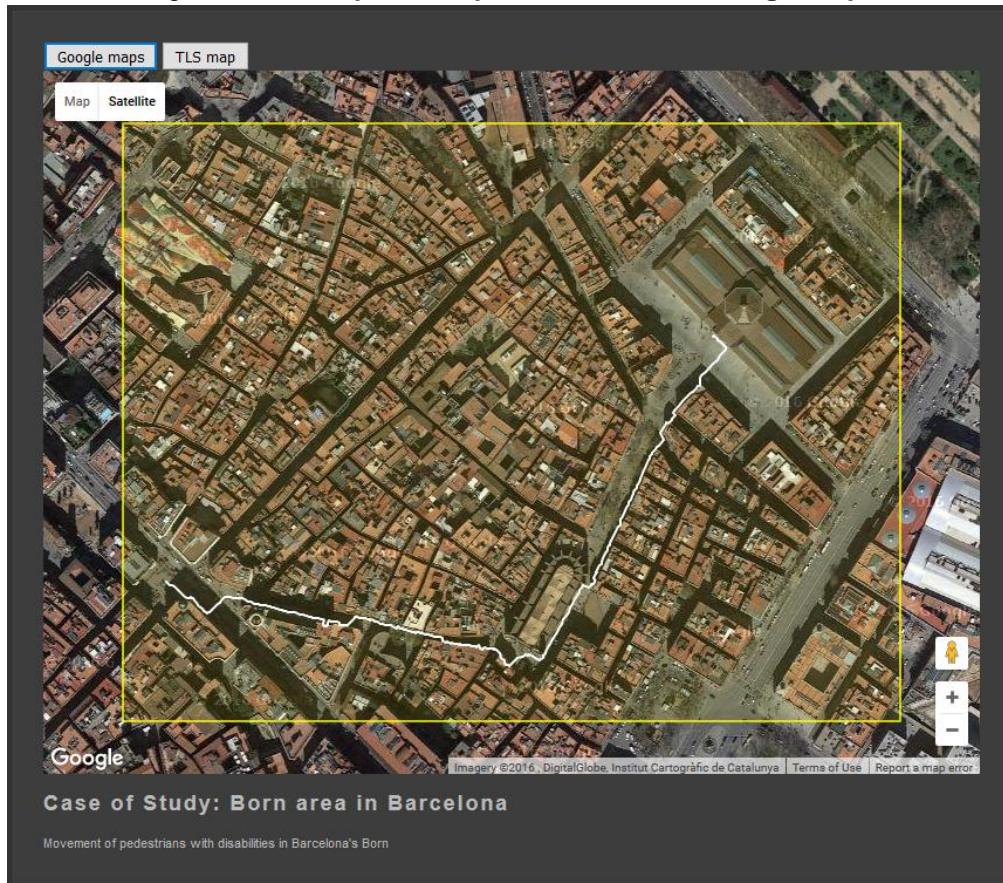 Google maps TLS map
Map Satellite
Google
Imagery ©2016 , DigitalGlobe, Institut Cartogràfic de Catalunya Terms of Use Report a map error
Case of Study: Born area in Barcelona
Movement of pedestrians with disabilities in Barcelona's Born